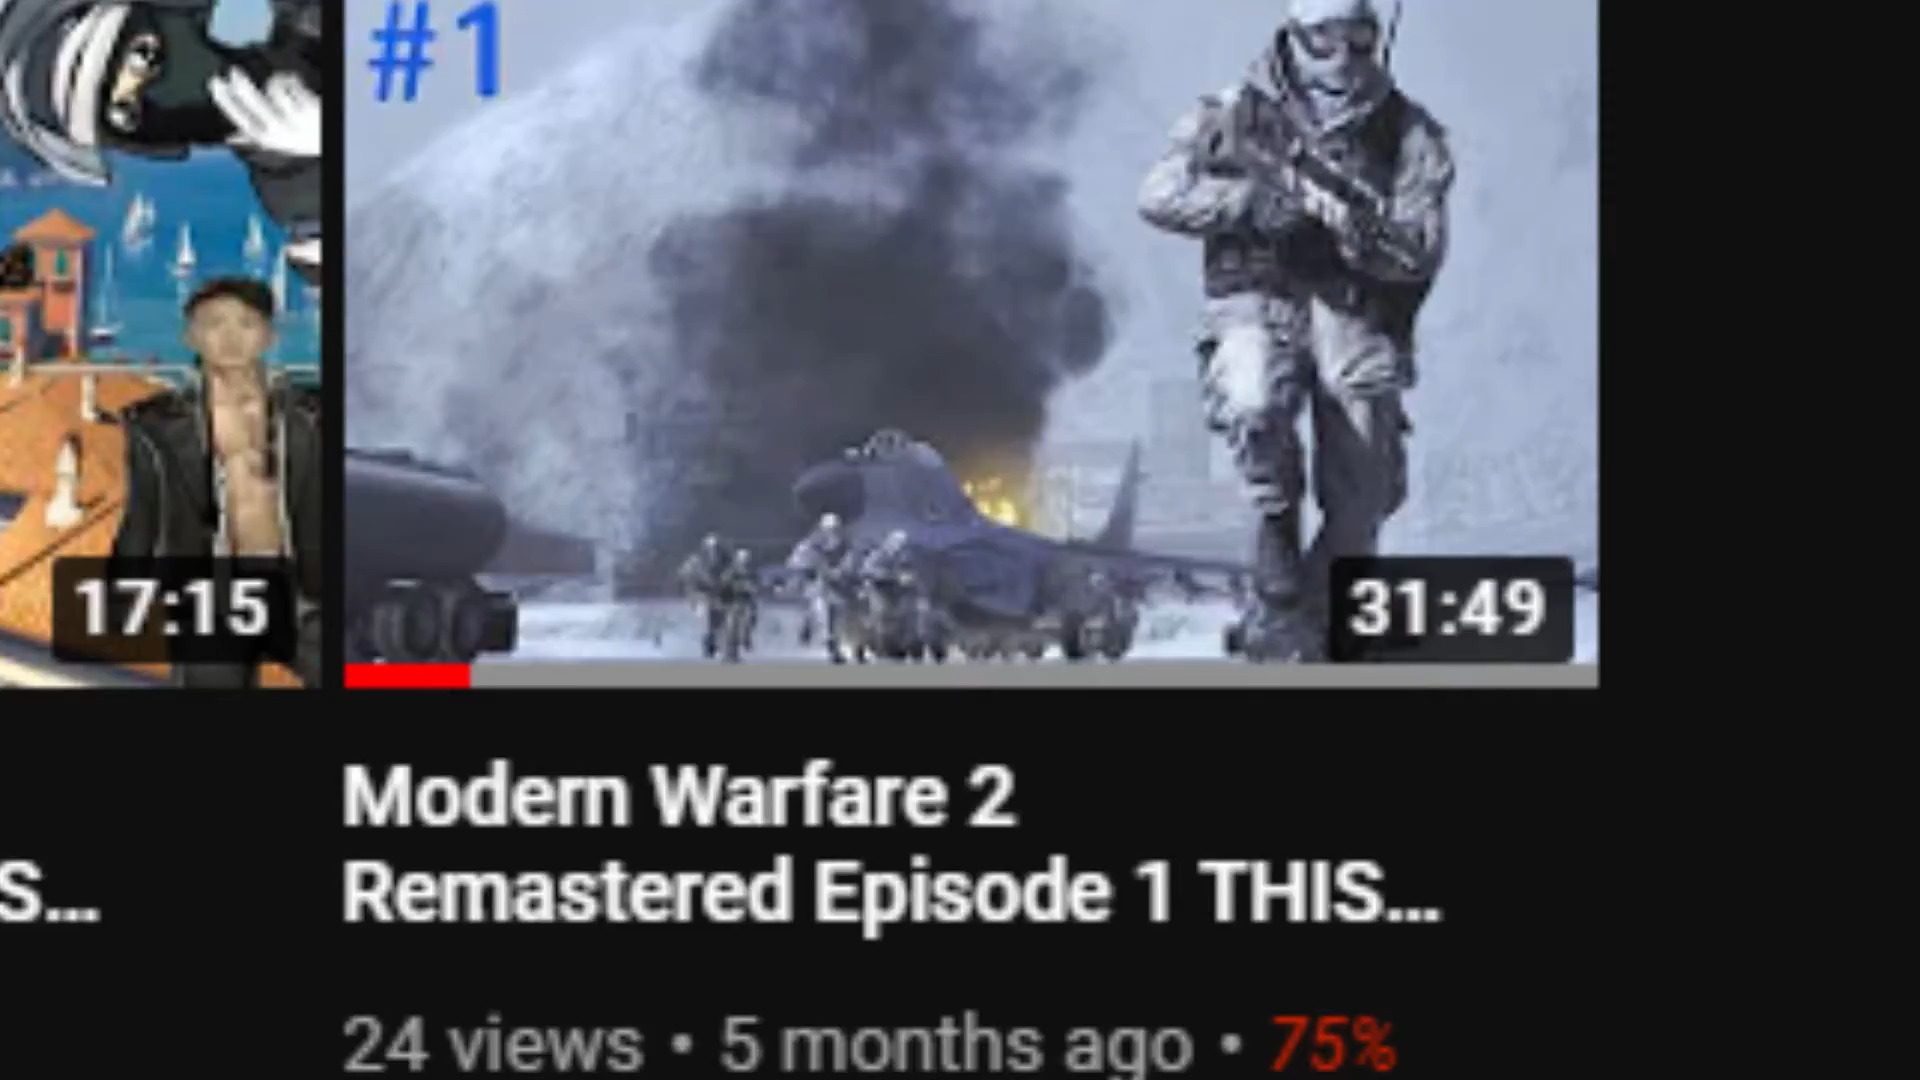 #1
17:15
31:49
Modern Warfare 2
S...
Remastered Episode 1 THIS...
24 views • 5 months ago • 75%